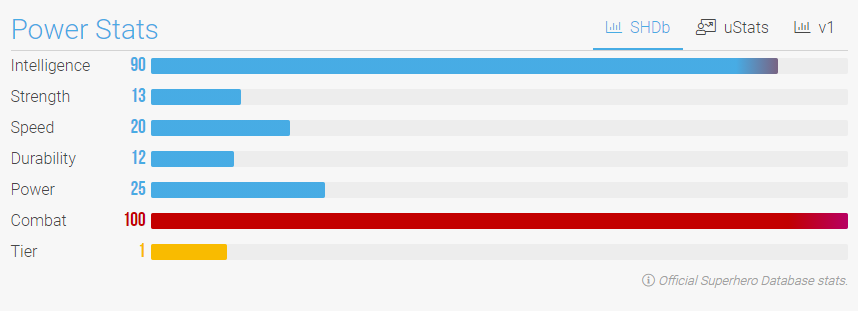 Power Stats SHDb uStats v1
Intelligence 90
Strength 13
Speed 20
Durability 12
Power 25
Combat 100
Tier 1
Official Superhero Database stats.